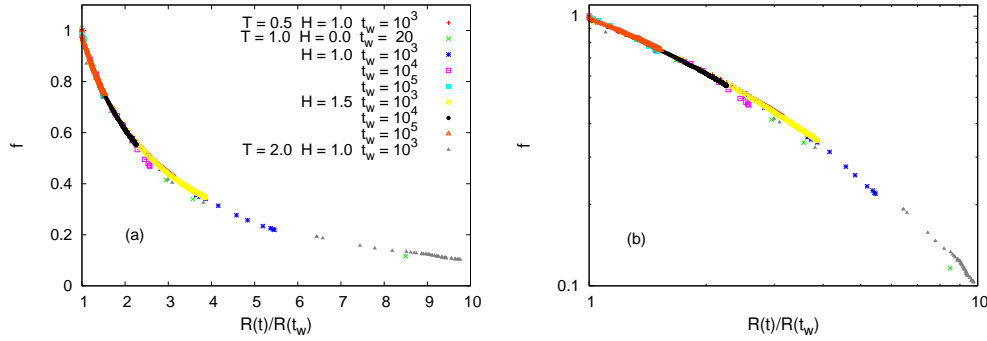 T = 0.5 H = 1.0 t_w = 10^3
T = 1.0 H = 0.0 t_w = 20
H = 1.0 t_w = 10^3
t_w = 10^4
t_w = 10^5
H = 1.5 t_w = 10^3
t_w = 10^4
t_w = 10^5
T = 2.0 H = 1.0 t_w = 10^3
1
0.8
0.6
0.4
0.2
0
f
(a)
1 2 3 4 5 6 7 8 9 10
R(t)/R(t_w)
1
0.1
f
(b)
1 10
R(t)/R(t_w)